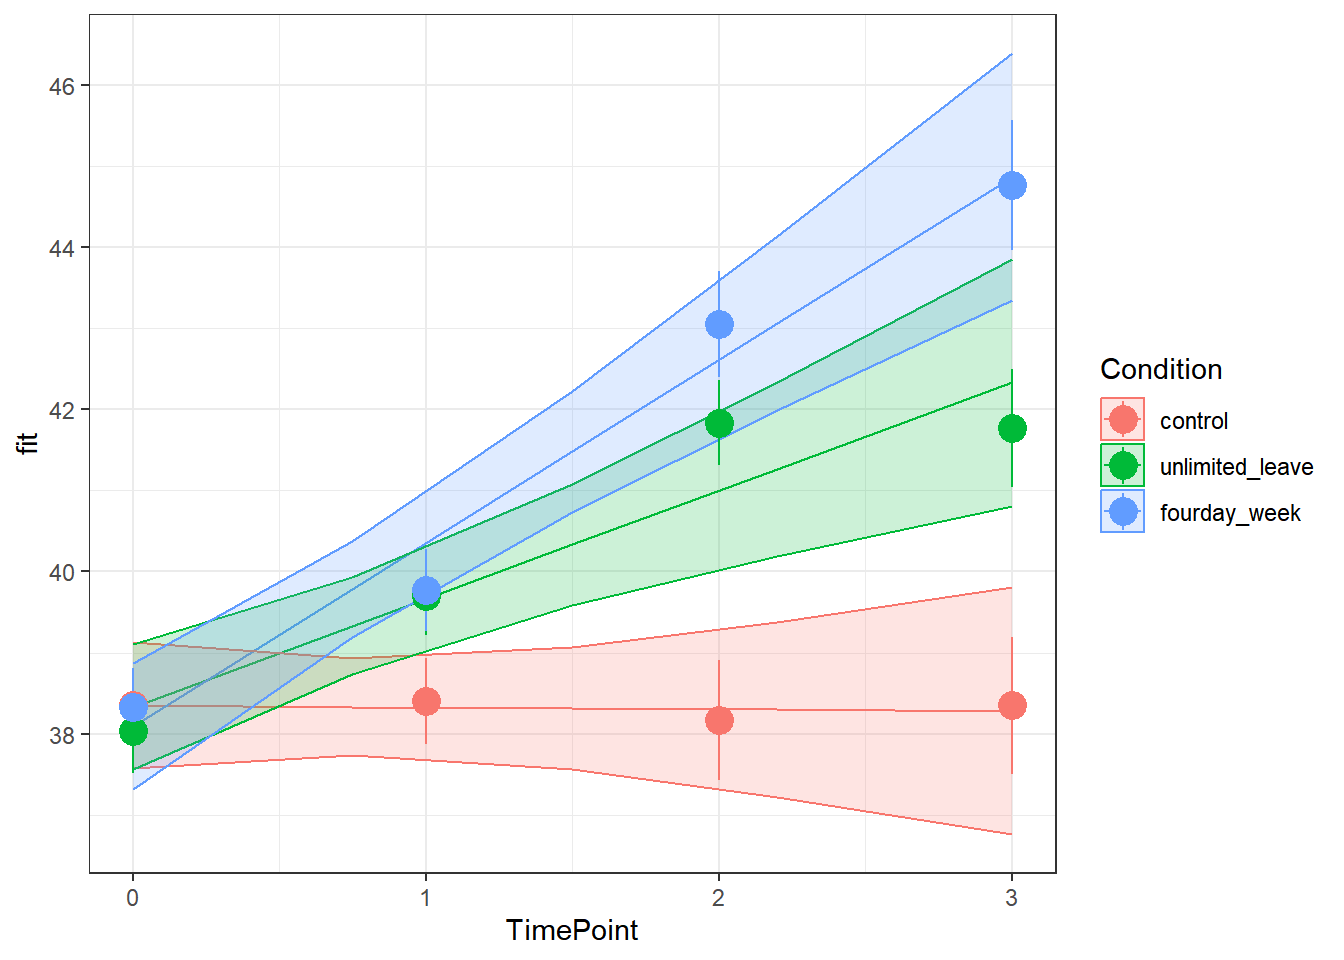 46
44
42
40
38
fit
0 1 2 3
TimePoint
Condition
control
unlimited_leave
fourday_week